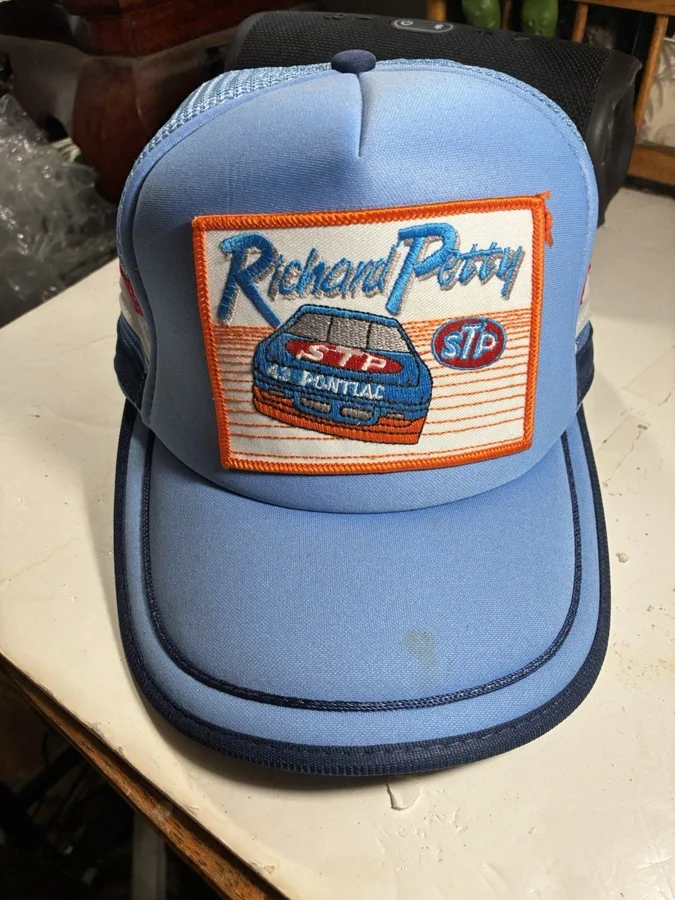 Richard Petty
STP
STP
43 PONTIAC